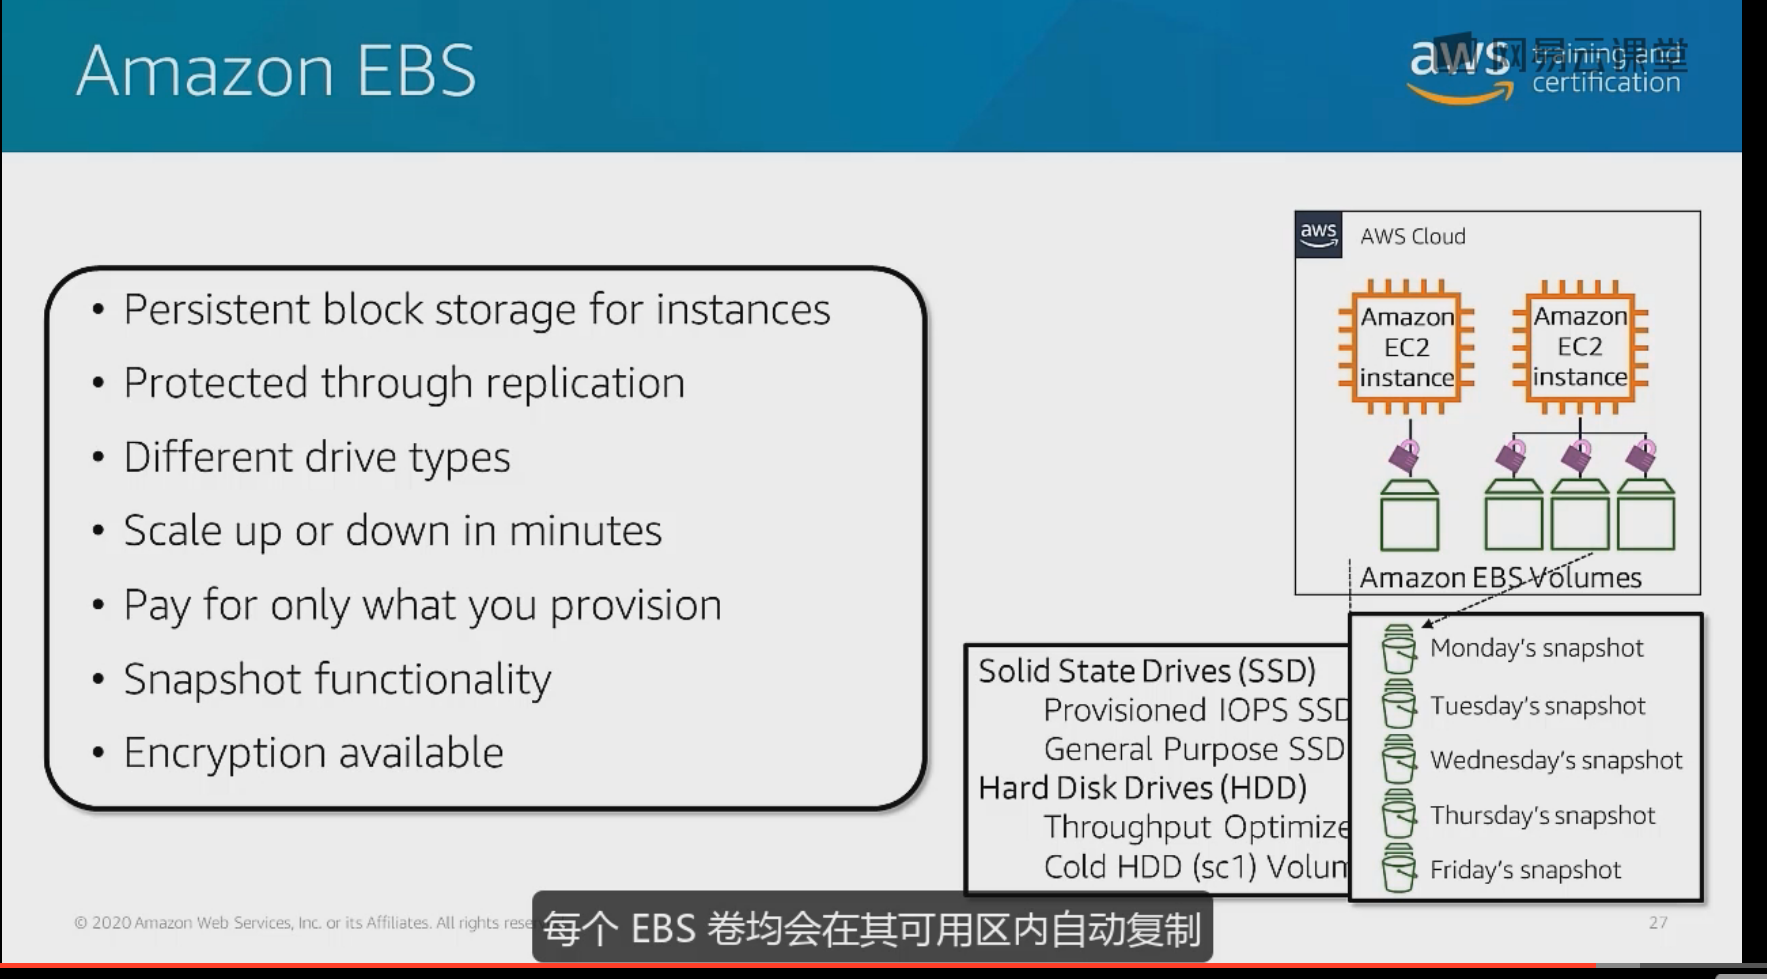 Amazon EBS
aws training and
certification
网易云课堂
• Persistent block storage for instances
• Protected through replication
• Different drive types
• Scale up or down in minutes
• Pay for only what you provision
• Snapshot functionality
• Encryption available
aws AWS Cloud
Amazon
EC2
instance
Amazon
EC2
instance
Amazon EBS Volumes
Solid State Drives (SSD)
Provisioned IOPS SSD
General Purpose SSD
Hard Disk Drives (HDD)
Throughput Optimize
Cold HDD (sc1) Volum
Monday's snapshot
Tuesday's snapshot
Wednesday's snapshot
Thursday's snapshot
Friday's snapshot
© 2020 Amazon Web Services, Inc. or its Affiliates. All rights rese
27
每个 EBS 卷均会在其可用区内自动复制